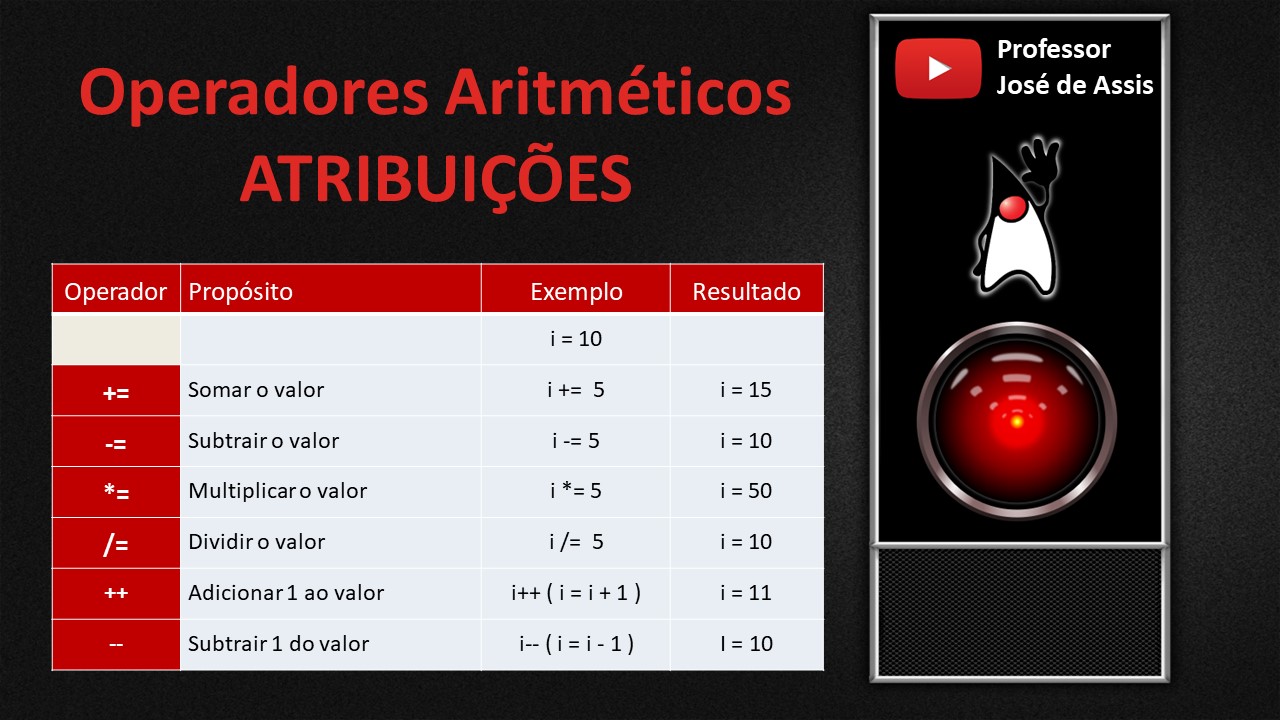 Operadores Aritméticos
ATRIBUIÇÕES
Professor
José de Assis
Operador Propósito Exemplo Resultado
i = 10
+= Somar o valor i += 5 i = 15
-= Subtrair o valor i -= 5 i = 10
*= Multiplicar o valor i *= 5 i = 50
/= Dividir o valor i /= 5 i = 10
++ Adicionar 1 ao valor i++ ( i = i + 1 ) i = 11
-- Subtrair 1 do valor i-- ( i = i - 1 ) I = 10